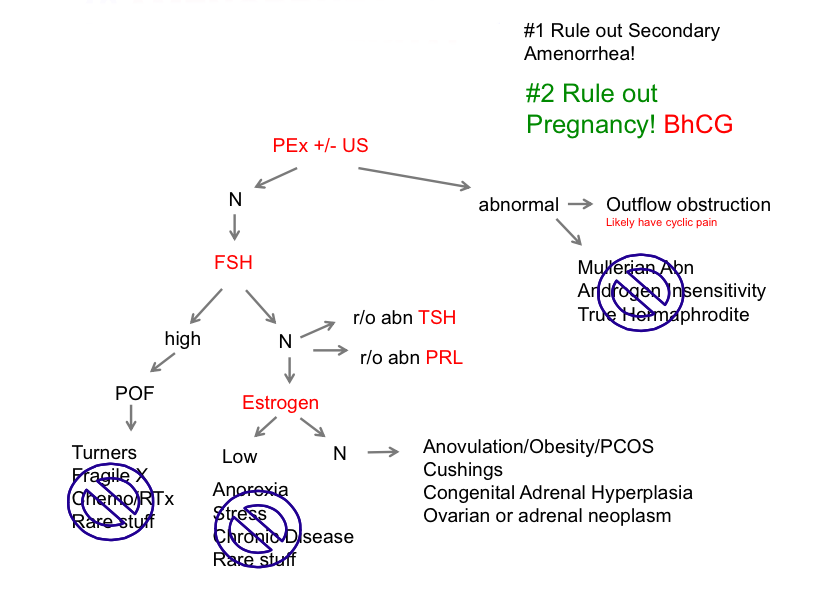 #1 Rule out Secondary
Amenorrhea!
#2 Rule out
Pregnancy! BhCG
PEx +/- US
N
abnormal
Outflow obstruction
Likely have cyclic pain
FSH
Mullerian Abn
Androgen Insensitivity
True Hermaphrodite
high
N
r/o abn TSH
r/o abn PRL
POF
Estrogen
Turners
Fragile X
Chemo/RTx
Rare stuff
Low
N
Anorexia
Stress
Chronic Disease
Rare stuff
Anovulation/Obesity/PCOS
Cushings
Congenital Adrenal Hyperplasia
Ovarian or adrenal neoplasm